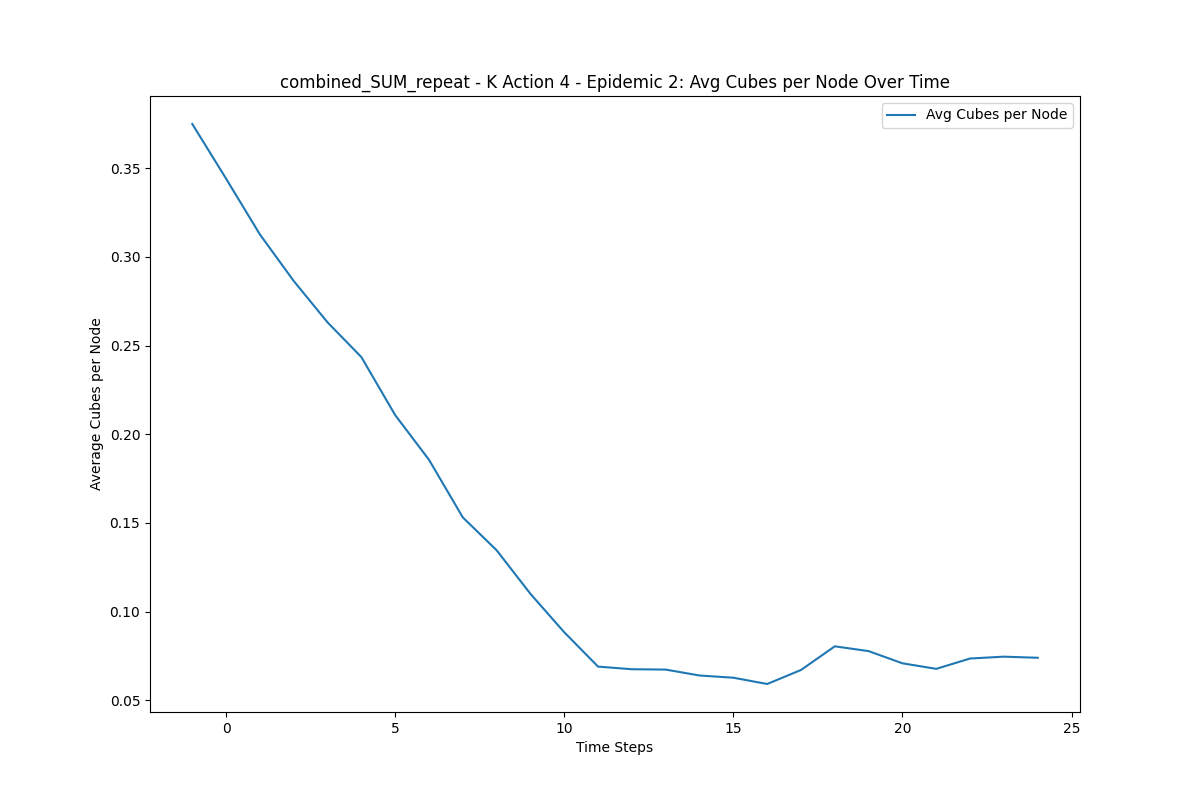 combined_SUM_repeat - K Action 4 - Epidemic 2: Avg Cubes per Node Over Time
Avg Cubes per Node
0.35
0.30
0.25
0.20
0.15
0.10
0.05
Average Cubes per Node
0 5 10 15 20 25
Time Steps